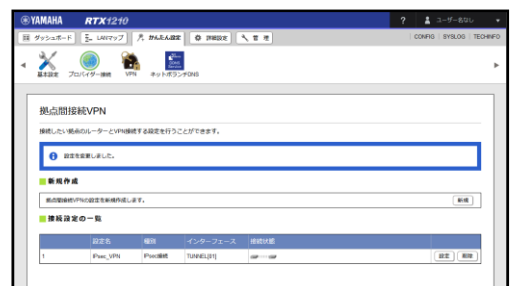 YAMAHA RTX1210 ? ユーザー名なし
ダッシュボード LANマップ かんたん設定 詳細設定 管理 CONFIG SYSLOG TECHINFO
基本設定 プロバイダー接続 VPN ネットボランチDNS
拠点間接続VPN
接続したい拠点のルーターとVPN接続する設定を行うことができます。
設定を変更しました。
新規作成
拠点間接続VPNの設定を新規作成します。 新規
接続設定の一覧
設定名 種別 インターフェース 接続状態
1 IPsec_VPN IPsec接続 TUNNEL[01] 設定 削除